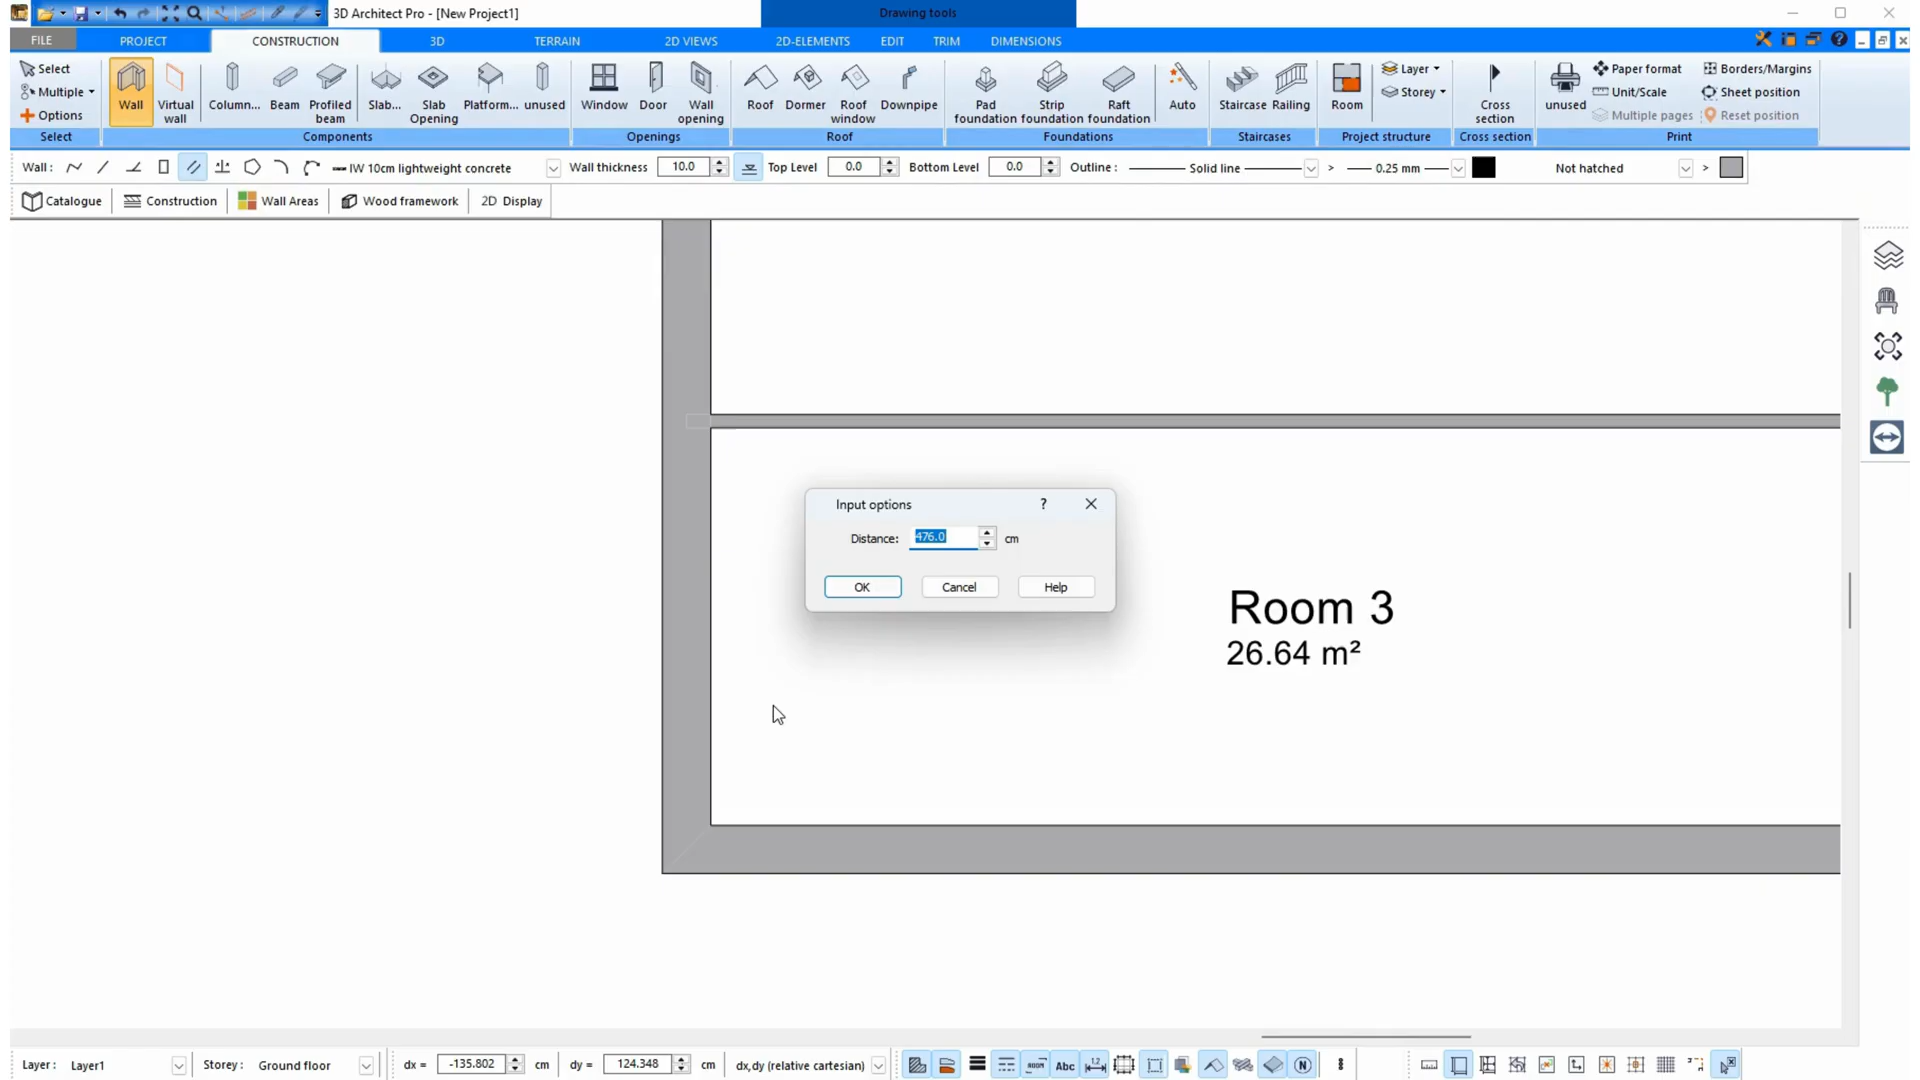 3D Architect Pro - [New Project1]
Drawing tools
FILE PROJECT CONSTRUCTION 3D TERRAIN 2D VIEWS 2D-ELEMENTS EDIT TRIM DIMENSIONS
Select
Multiple
Options
Select
Wall
Virtual wall
Column...
Beam
Profiled beam
Slab...
Slab Opening
Platform...
unused
Components
Window
Door
Wall opening
Openings
Roof
Dormer
Roof window
Downpipe
Roof
Pad foundation
Strip foundation
Raft foundation
Auto
Foundations
Staircase
Railing
Staircases
Room
Layer
Storey
Project structure
Cross section
Cross section
unused
Paper format
Unit/Scale
Multiple pages
Borders/Margins
Sheet position
Reset position
Print
Wall : IW 10cm lightweight concrete Wall thickness 10.0 Top Level 0.0 Bottom Level 0.0 Outline : Solid line > 0.25 mm Not hatched >
Catalogue Construction Wall Areas Wood framework 2D Display
Input options ?
Distance: 476.0 cm
OK Cancel Help
Room 3
26.64 m²
Layer : Layer1 Storey: Ground floor dx = -135.802 cm dy = 124.348 cm dx,dy (relative cartesian) ROOM Abc 1.2 N